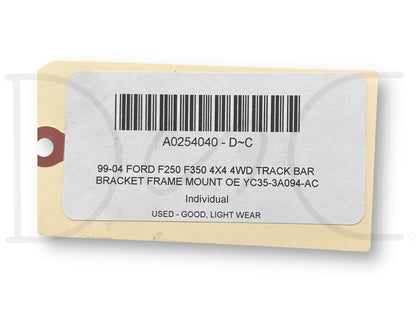 A0254040 - D~C
99-04 FORD F250 F350 4X4 4WD TRACK BAR
BRACKET FRAME MOUNT OE YC35-3A094-AC
Individual
USED - GOOD, LIGHT WEAR